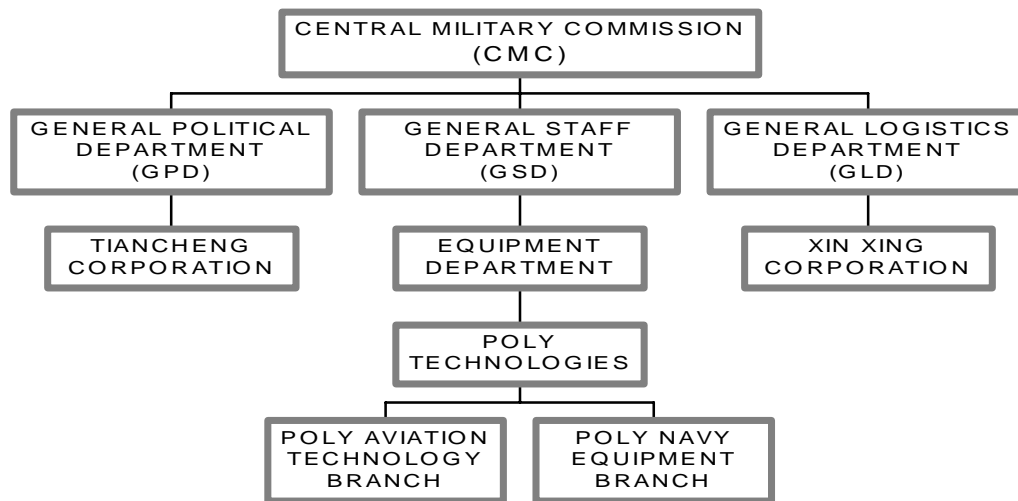 CENTRAL MILITARY COMMISSION
(CMC)
GENERAL POLITICAL
DEPARTMENT
(GPD)
GENERAL STAFF
DEPARTMENT
(GSD)
GENERAL LOGISTICS
DEPARTMENT
(GLD)
TIANCHENG
CORPORATION
EQUIPMENT
DEPARTMENT
XIN XING
CORPORATION
POLY
TECHNOLOGIES
POLY AVIATION
TECHNOLOGY
BRANCH
POLY NAVY
EQUIPMENT
BRANCH